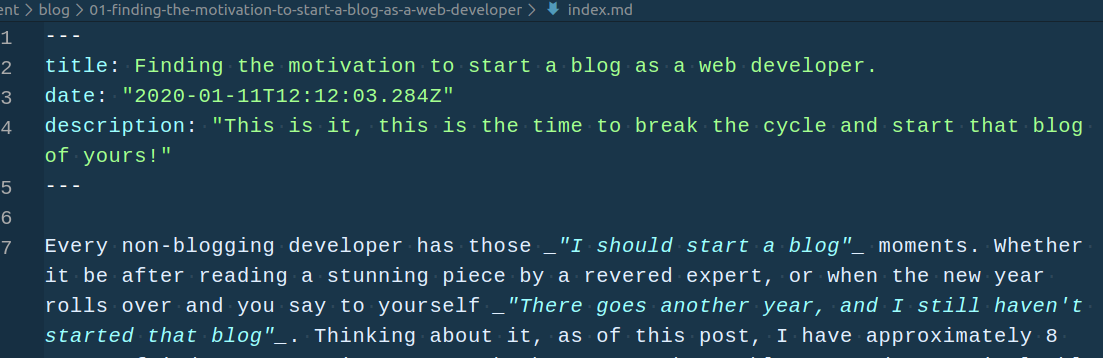 ent > blog > 01-finding-the-motivation-to-start-a-blog-as-a-web-developer > index.md
1 ---
2 title: Finding the motivation to start a blog as a web developer.
3 date: "2020-01-11T12:12:03.284Z"
4 description: "This is it, this is the time to break the cycle and start that blog
of yours!"
5 ---
6
7 Every non-blogging developer has those _"I should start a blog"_ moments. Whether
it be after reading a stunning piece by a revered expert, or when the new year
rolls over and you say to yourself _"There goes another year, and I still haven't
started that blog"_. Thinking about it, as of this post, I have approximately 8